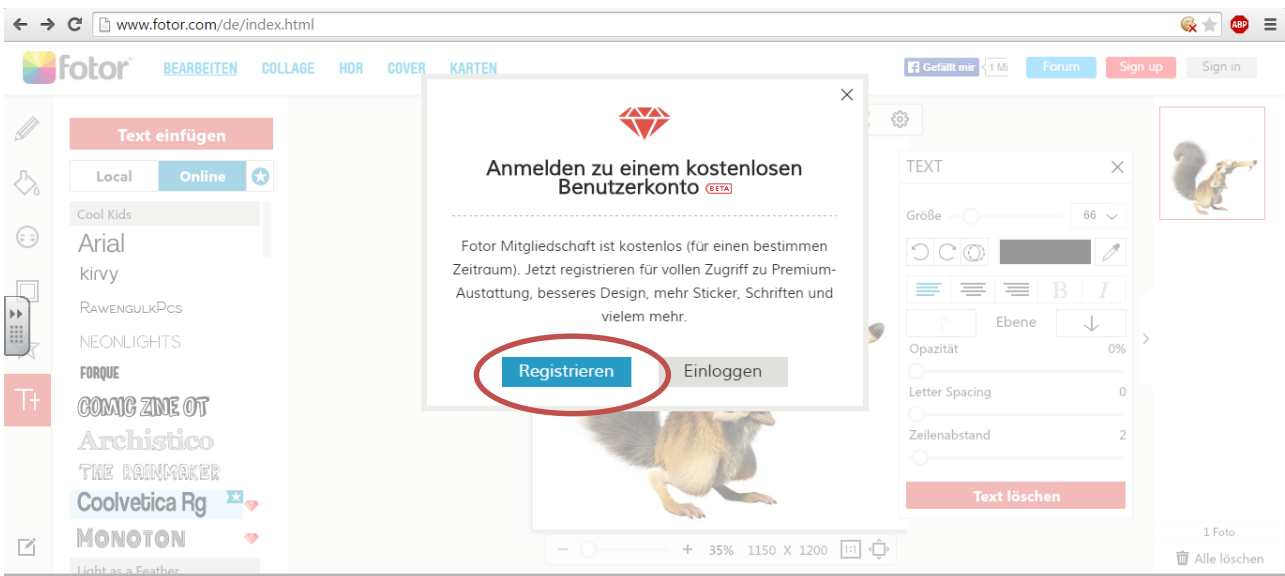 www.fotor.com/de/index.html
ABP
fotor
BEARBEITEN COLLAGE HDR COVER KARTEN
Gefällt mir 1 Mi Forum Sign up Sign in
Text einfügen
Local Online
Cool Kids
Arial
kirvy
RawengulkPcs
NEONLIGHTS
FORQUE
COMIC ZINE OT
Archistico
THE RAINMAKER
Coolvetica Rg
MONOTON
Light as a Feather
Anmelden zu einem kostenlosen
Benutzerkonto BETA
Fotor Mitgliedschaft ist kostenlos (für einen bestimmen
Zeitraum). Jetzt registrieren für vollen Zugriff zu Premium-
Austattung, besseres Design, mehr Sticker, Schriften und
vielem mehr.
Registrieren Einloggen
35% 1150 X 1200 1:1
TEXT
Größe 66
B I
Ebene
Opazität 0%
Letter Spacing 0
Zeilenabstand 2
Text löschen
1 Foto
Alle löschen